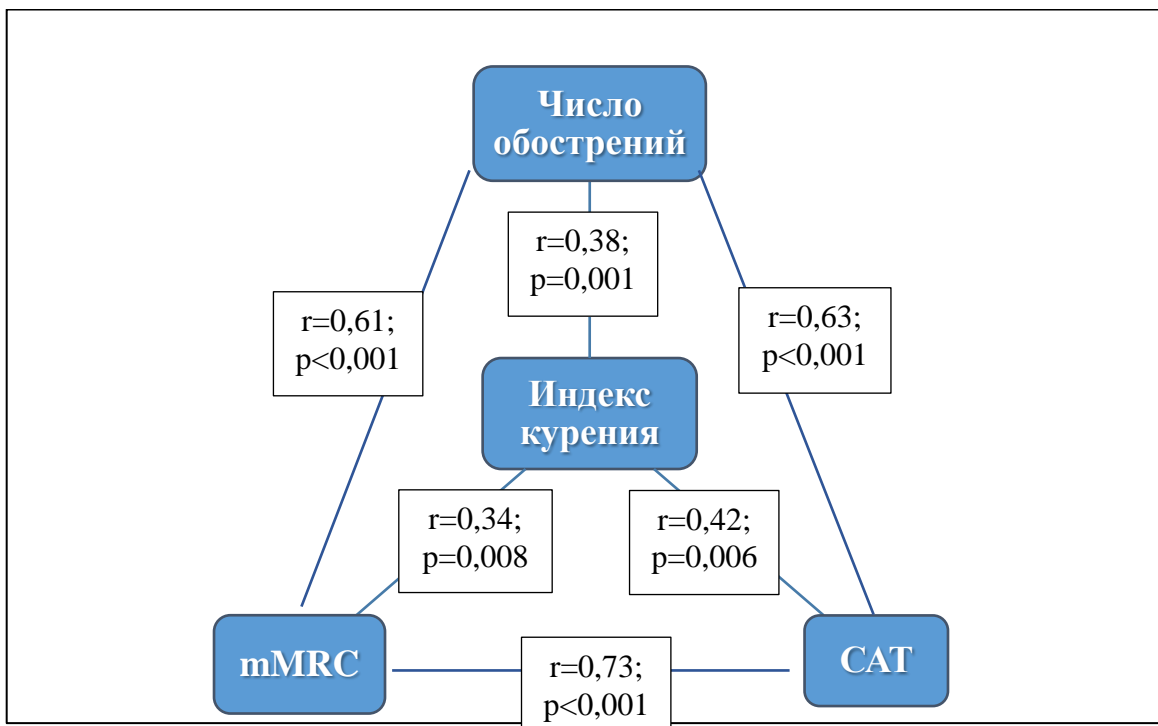 Число
обострений
r=0,38;
p=0,001
r=0,61;
p<0,001
r=0,63;
p<0,001
Индекс
курения
r=0,34;
p=0,008
r=0,42;
p=0,006
mMRC
r=0,73;
p<0,001
CAT